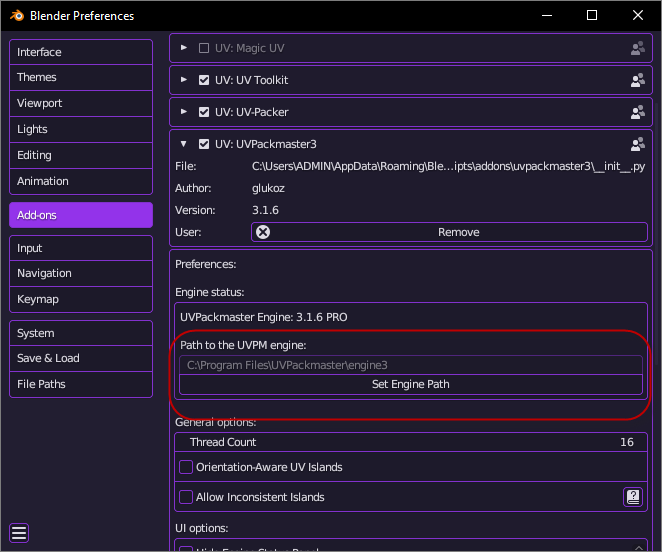 Blender Preferences
Interface
Themes
Viewport
Lights
Editing
Animation
Add-ons
Input
Navigation
Keymap
System
Save & Load
File Paths
UV: Magic UV
UV: UV Toolkit
UV: UV-Packer
UV: UVPackmaster3
File: C:\Users\ADMIN\AppData\Roaming\Ble...ipts\addons\uvpackmaster3\__init__.py
Author: glukoz
Version: 3.1.6
User: Remove
Preferences:
Engine status:
UVPackmaster Engine: 3.1.6 PRO
Path to the UVPM engine:
C:\Program Files\UVPackmaster\engine3
Set Engine Path
General options:
Thread Count 16
Orientation-Aware UV Islands
Allow Inconsistent Islands
UI options:
Hide Engine Status Panel